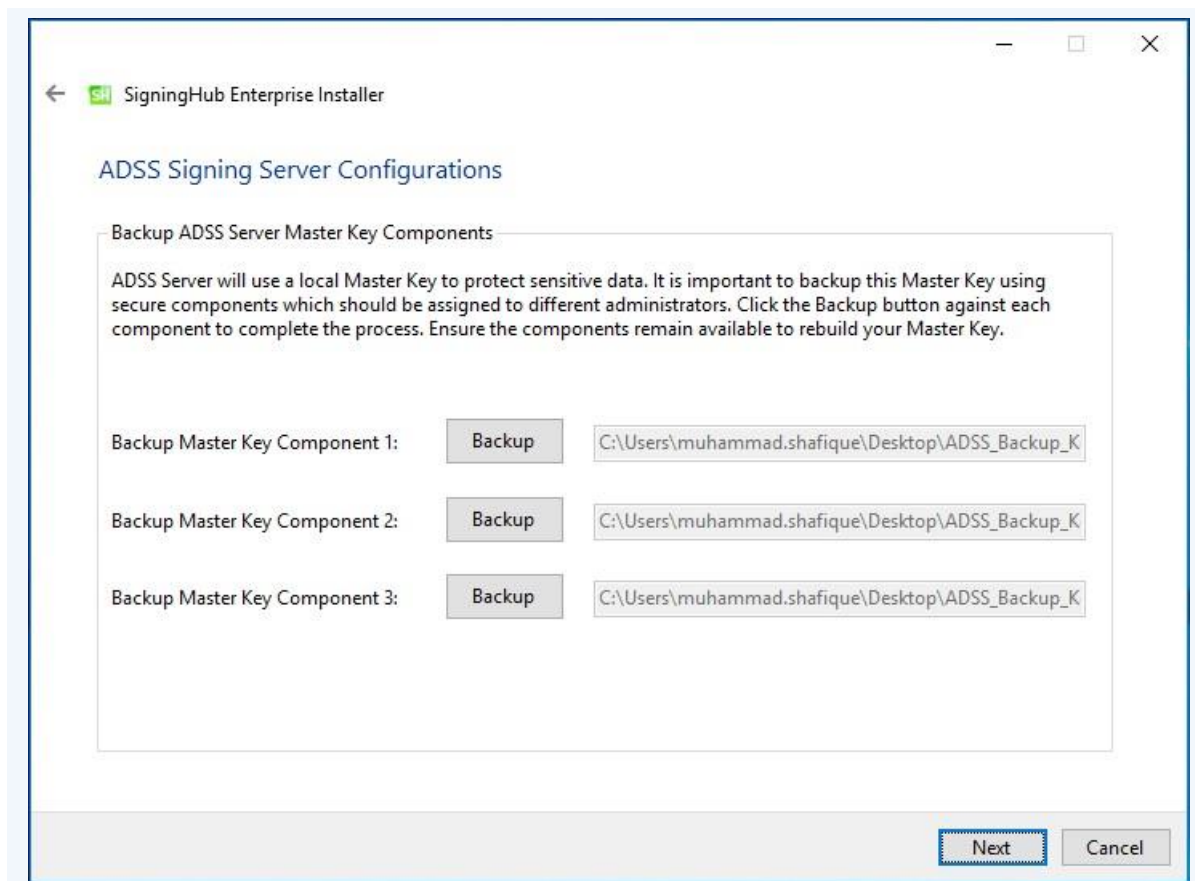 SH SigningHub Enterprise Installer
ADSS Signing Server Configurations
Backup ADSS Server Master Key Components
ADSS Server will use a local Master Key to protect sensitive data. It is important to backup this Master Key using
secure components which should be assigned to different administrators. Click the Backup button against each
component to complete the process. Ensure the components remain available to rebuild your Master Key.
Backup Master Key Component 1: Backup C:\Users\muhammad.shafique\Desktop\ADSS_Backup_K
Backup Master Key Component 2: Backup C:\Users\muhammad.shafique\Desktop\ADSS_Backup_K
Backup Master Key Component 3: Backup C:\Users\muhammad.shafique\Desktop\ADSS_Backup_K
Next Cancel